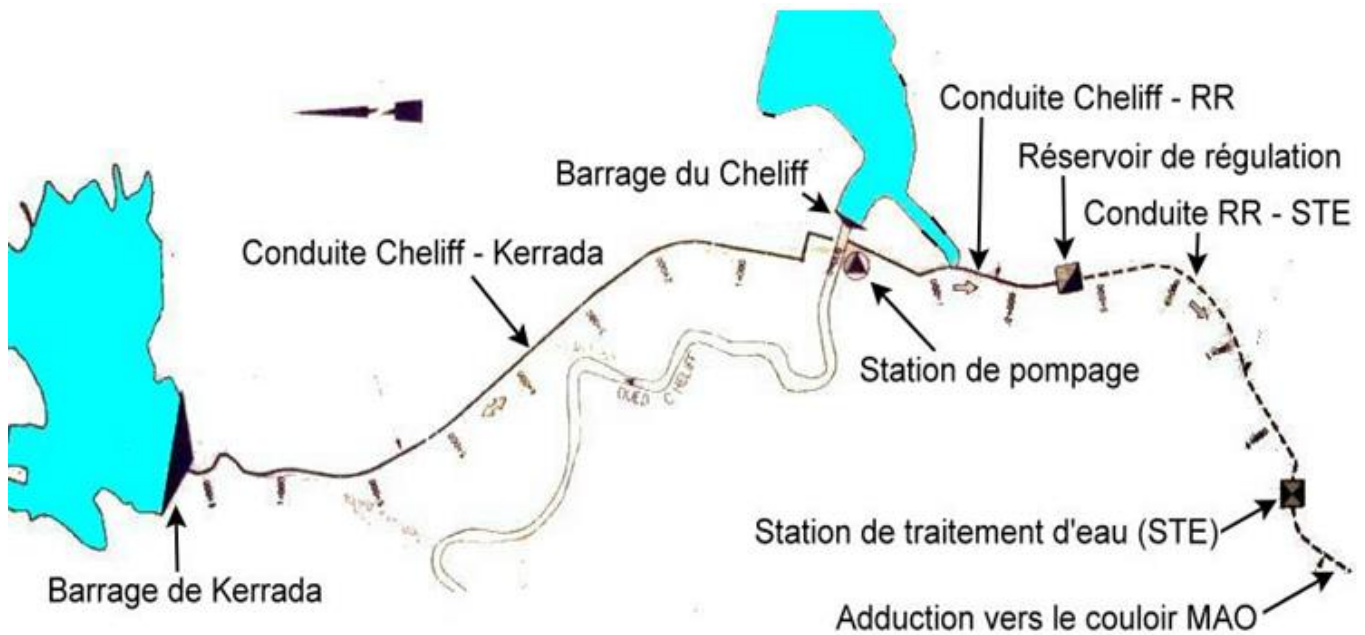 Conduite Cheliff - RR
Réservoir de régulation
Barrage du Cheliff
Conduite RR - STE
Conduite Cheliff - Kerrada
Station de pompage
OUED CHELIFF
Station de traitement d'eau (STE)
Barrage de Kerrada
Adduction vers le couloir MAO